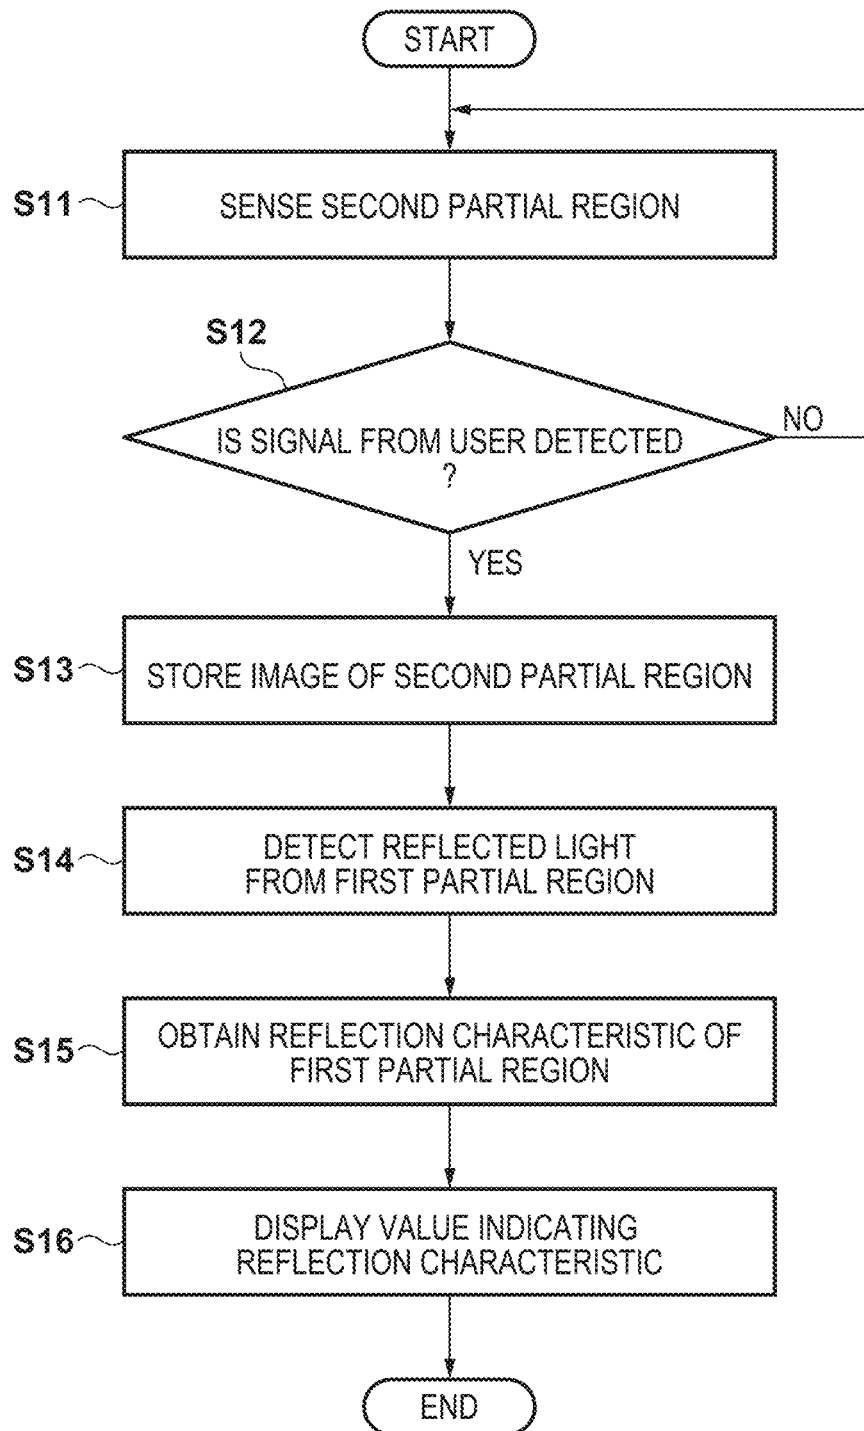 START
S11
SENSE SECOND PARTIAL REGION
S12
IS SIGNAL FROM USER DETECTED
?
NO
YES
S13
STORE IMAGE OF SECOND PARTIAL REGION
S14
DETECT REFLECTED LIGHT
FROM FIRST PARTIAL REGION
S15
OBTAIN REFLECTION CHARACTERISTIC OF
FIRST PARTIAL REGION
S16
DISPLAY VALUE INDICATING
REFLECTION CHARACTERISTIC
END